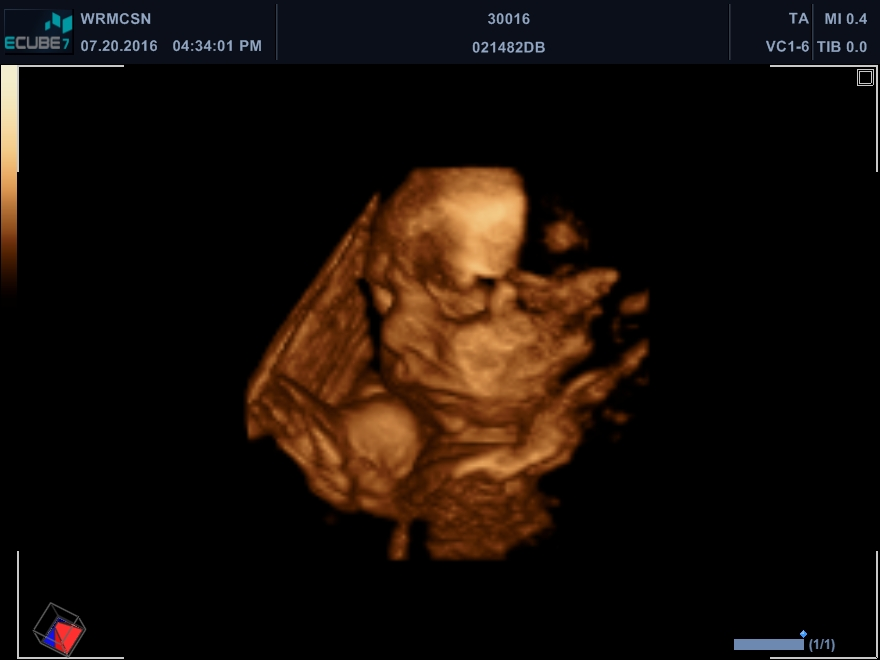 ECUBE7
WRMCSN
07.20.2016 04:34:01 PM
30016
021482DB
TA MI 0.4
VC1-6 TIB 0.0
(1/1)